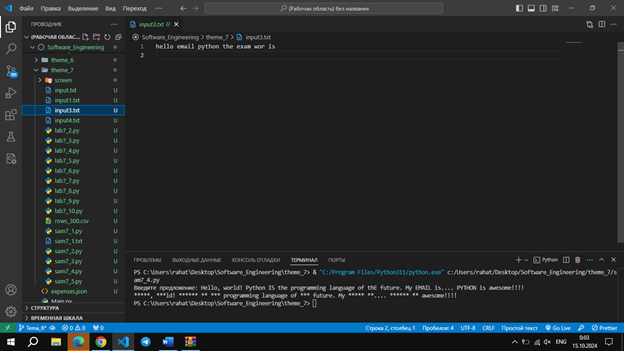 Файл Правка Выделение Вид Переход ... (Рабочая область) без названия
ПРОВОДНИК
(РАБОЧАЯ ОБЛАС...
Software_Engineering
theme_6
theme_7
screen
input.txt U
input1.txt U
input3.txt U
input4.txt U
lab7_2.py U
lab7_3.py U
lab7_4.py U
lab7_5.py U
lab7_6.py U
lab7_7.py U
lab7_8.py U
lab7_9.py U
lab7_10.py U
rows_300.csv U
sam7_1.py U
sam7_1.txt U
sam7_2.py U
sam7_3.py U
sam7_4.py U
sam7_5.py U
expenses.json U
Main.py
СТРУКТУРА
ВРЕМЕННАЯ ШКАЛА
input3.txt U
Software_Engineering > theme_7 > input3.txt
1 hello email python the exam wor is
2
ПРОБЛЕМЫ ВЫХОДНЫЕ ДАННЫЕ КОНСОЛЬ ОТЛАДКИ ТЕРМИНАЛ ПОРТЫ Python
PS C:\Users\rahat\Desktop\Software_Engineering\theme_7> & "C:/Program Files/Python311/python.exe" c:/Users/rahat/Desktop/Software_Engineering/theme_7/s
am7_4.py
Введите предложение: Hello, world! Python IS the programming language of thE future. My EMAIL is.... PYTHON is awesome!!!!
*****, ***ld! ****** ** *** programming language of *** future. My ***** **.... ****** ** awesome!!!!
PS C:\Users\rahat\Desktop\Software_Engineering\theme_7>
Тema_6* 0 0 0 Строка 2, столбец 1 Пробелов: 4 UTF-8 CRLF Простой текст Go Live Prettier
ENG 0:03
15.10.2024